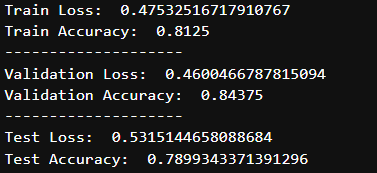 Train Loss:  0.47532516717910767
Train Accuracy:  0.8125
--------------------
Validation Loss:  0.4600466787815094
Validation Accuracy:  0.84375
--------------------
Test Loss:  0.5315144658088684
Test Accuracy:  0.7899343371391296